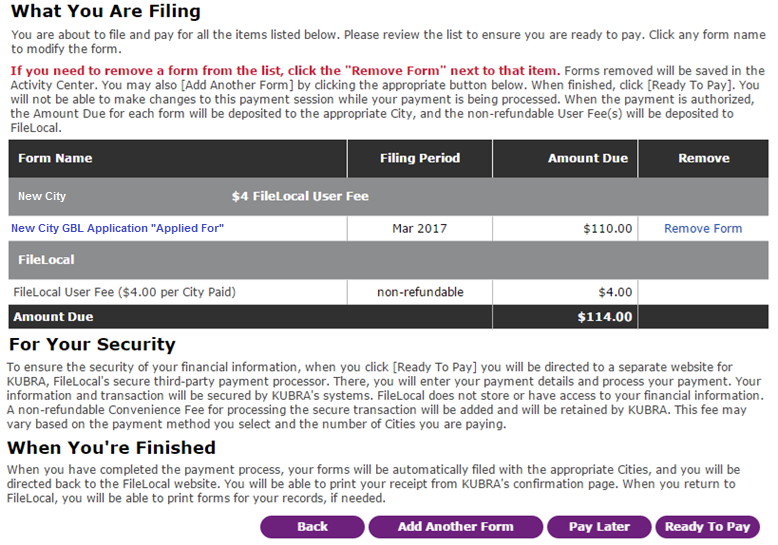 What You Are Filing
You are about to file and pay for all the items listed below. Please review the list to ensure you are ready to pay. Click any form name
to modify the form.
If you need to remove a form from the list, click the "Remove Form" next to that item. Forms removed will be saved in the
Activity Center. You may also [Add Another Form] by clicking the appropriate button below. When finished, click [Ready To Pay]. You
will not be able to make changes to this payment session while your payment is being processed. When the payment is authorized,
the Amount Due for each form will be deposited to the appropriate City, and the non-refundable User Fee(s) will be deposited to
FileLocal.
Form Name Filing Period Amount Due Remove
New City $4 FileLocal User Fee
New City GBL Application "Applied For" Mar 2017 $110.00 Remove Form
FileLocal
FileLocal User Fee ($4.00 per City Paid) non-refundable $4.00
Amount Due $114.00
For Your Security
To ensure the security of your financial information, when you click [Ready To Pay] you will be directed to a separate website for
KUBRA, FileLocal's secure third-party payment processor. There, you will enter your payment details and process your payment. Your
information and transaction will be secured by KUBRA's systems. FileLocal does not store or have access to your financial information.
A non-refundable Convenience Fee for processing the secure transaction will be added and will be retained by KUBRA. This fee may
vary based on the payment method you select and the number of Cities you are paying.
When You're Finished
When you have completed the payment process, your forms will be automatically filed with the appropriate Cities, and you will be
directed back to the FileLocal website. You will be able to print your receipt from KUBRA's confirmation page. When you return to
FileLocal, you will be able to print forms for your records, if needed.
Back Add Another Form Pay Later Ready To Pay